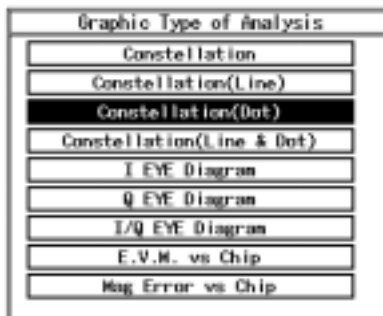 Graphic Type of Analysis
Constellation
Constellation(Line)
Constellation(Dot)
Constellation(Line & Dot)
I EYE Diagram
Q EYE Diagram
I/Q EYE Diagram
E.V.M. vs Chip
Mag Error vs Chip